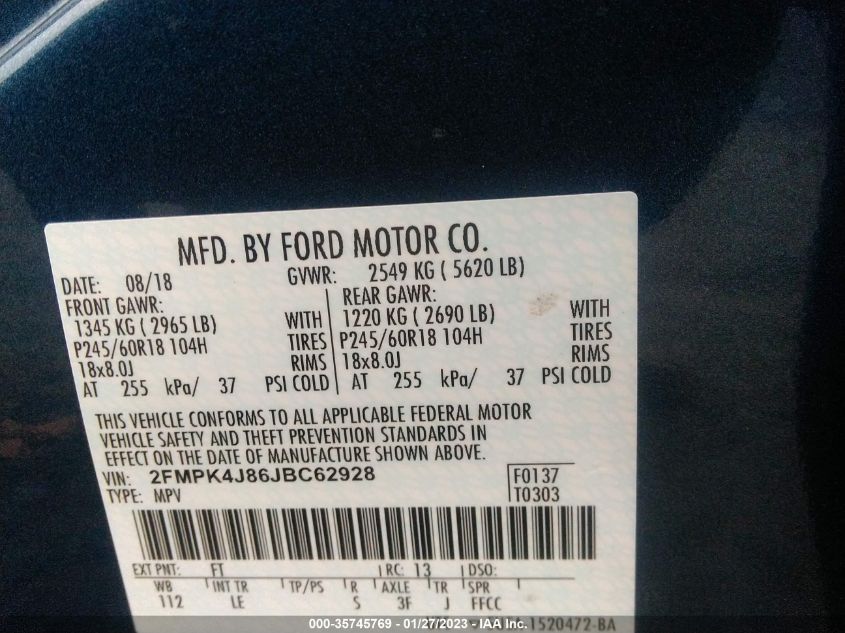 MFD. BY FORD MOTOR CO.
DATE: 08/18 GVWR: 2549 KG ( 5620 LB)
FRONT GAWR: REAR GAWR:
1345 KG ( 2965 LB) WITH 1220 KG ( 2690 LB) WITH
P245/60R18 104H TIRES P245/60R18 104H TIRES
18x8.0J RIMS 18x8.0J RIMS
AT 255 kPa/ 37 PSI COLD AT 255 kPa/ 37 PSI COLD
THIS VEHICLE CONFORMS TO ALL APPLICABLE FEDERAL MOTOR
VEHICLE SAFETY AND THEFT PREVENTION STANDARDS IN
EFFECT ON THE DATE OF MANUFACTURE SHOWN ABOVE.
VIN: 2FMPK4J86JBC62928 F0137
TYPE: MPV T0303
EXT PNT: FT RC: 13 DSO:
WB INT TR TP/PS R AXLE TR SPR
112 LE S 3F J FFCC
1520472-BA
000-35745769 - 01/27/2023 - IAA Inc.